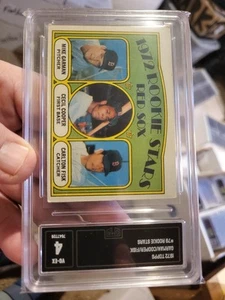 1972 ROOKIE STARS
RED SOX
MIKE GARMAN
PITCHER
CECIL COOPER
FIRST BASE
CARLTON FISK
CATCHER
VG-EX
4
1972 TOPPS
GARMAN/COOPER/FISK
#79 ROOKIE STARS